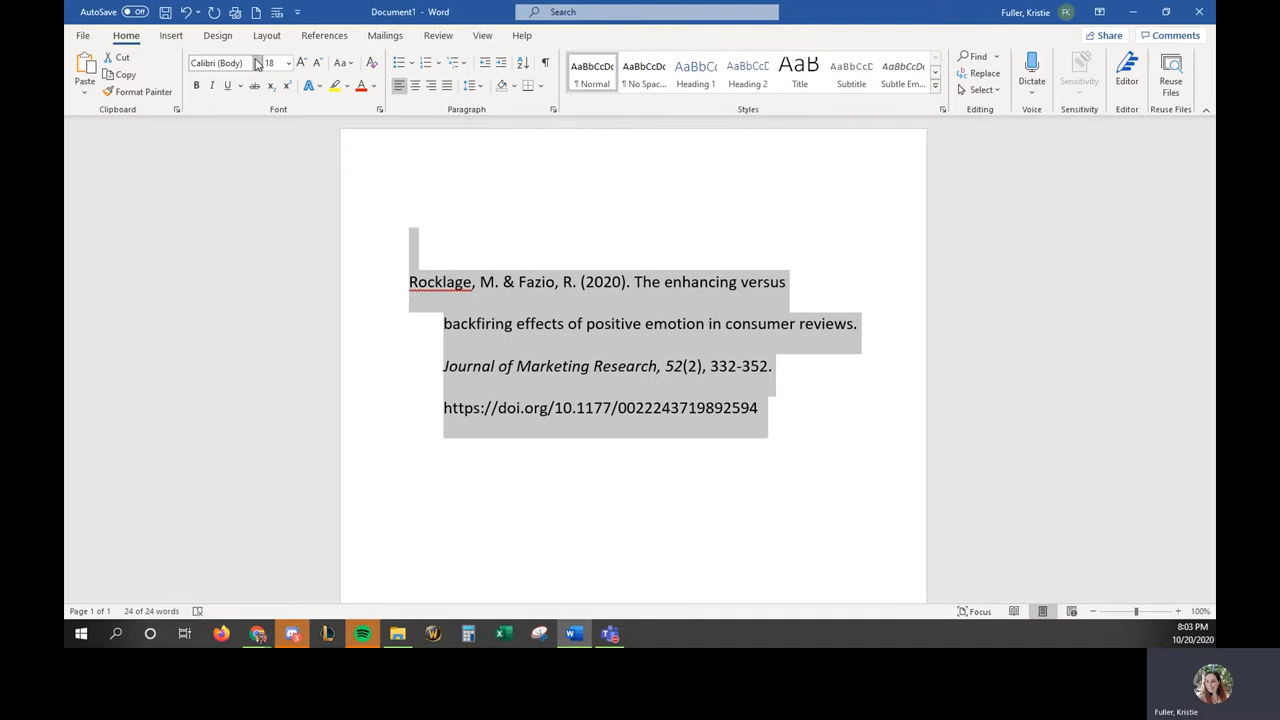 AutoSave Off
Document1 - Word
Search
Fuller, Kristie
FK
File Home Insert Design Layout References Mailings Review View Help
Share Comments
Paste
Cut
Copy
Format Painter
Clipboard
Calibri (Body) 18
Font
Paragraph
AaBbCcDc AaBbCcDc AaBbC AaBbCcD AaB AaBbCcD AaBbCcDc
¶ Normal ¶ No Spac... Heading 1 Heading 2 Title Subtitle Subtle Em...
Styles
Find
Replace
Select
Editing
Dictate
Voice
Sensitivity
Sensitivity
Editor
Editor
Reuse Files
Reuse Files
Rocklage, M. & Fazio, R. (2020). The enhancing versus
backfiring effects of positive emotion in consumer reviews.
Journal of Marketing Research, 52(2), 332-352.
https://doi.org/10.1177/0022243719892594
Page 1 of 1 24 of 24 words
Focus
100%
8:03 PM
10/20/2020
Fuller, Kristie